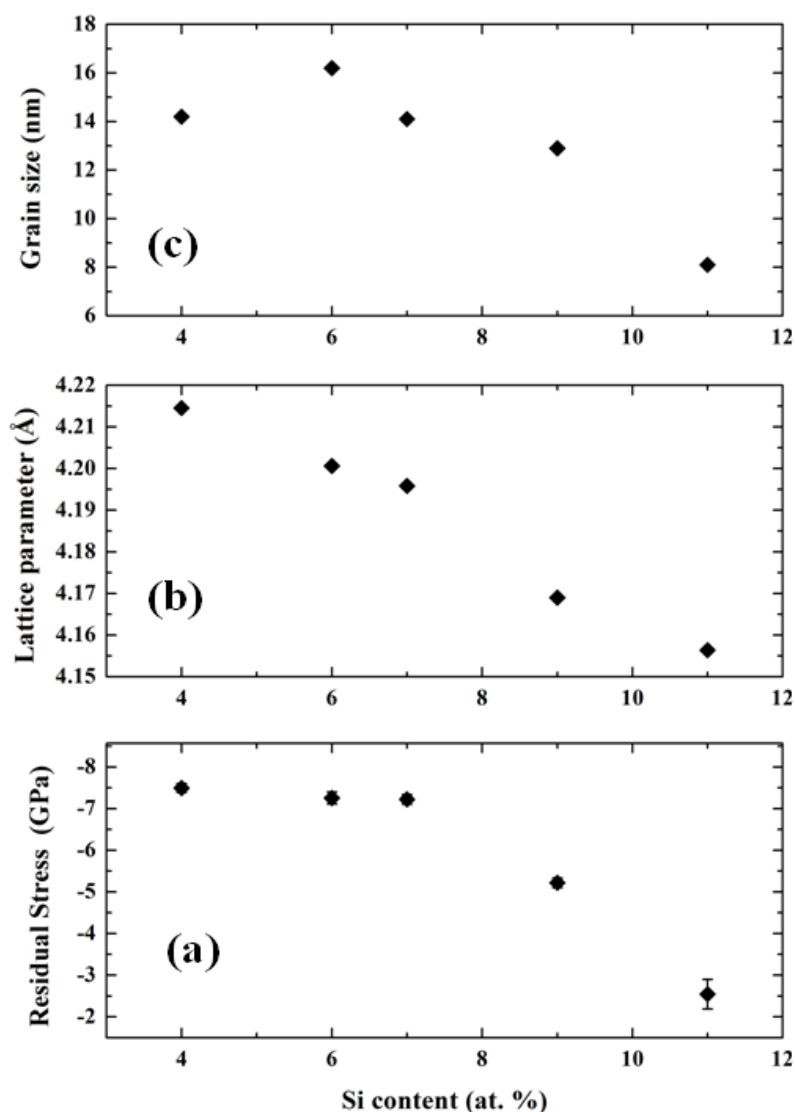 18
16
14
12
10
8
6
Grain size (nm)
(c)
4 6 8 10 12
4.22
4.21
4.20
4.19
4.18
4.17
4.16
4.15
Lattice parameter (Å)
(b)
4 6 8 10 12
-8
-7
-6
-5
-4
-3
-2
Residual Stress (GPa)
(a)
4 6 8 10 12
Si content (at. %)